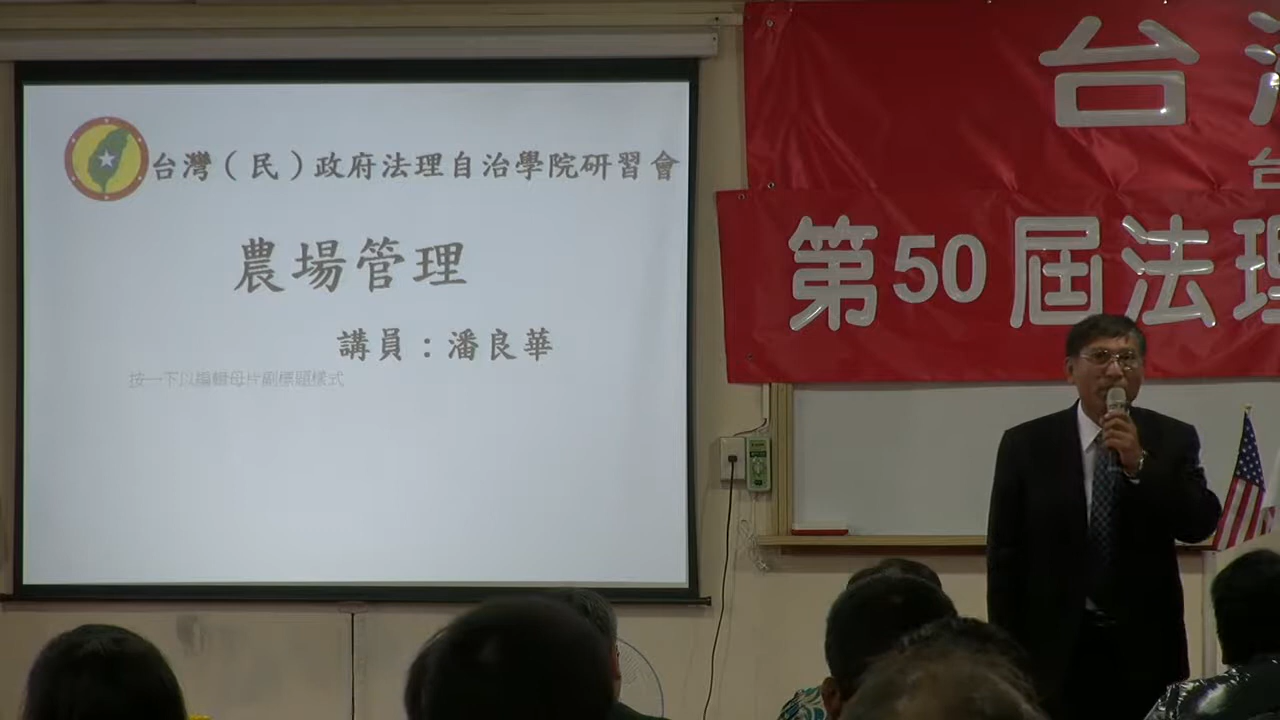 台灣（民）政府法理自治學院研習會
農場管理
講員：潘良華
按一下以編輯母片副標題樣式
台
台
第50屆法理